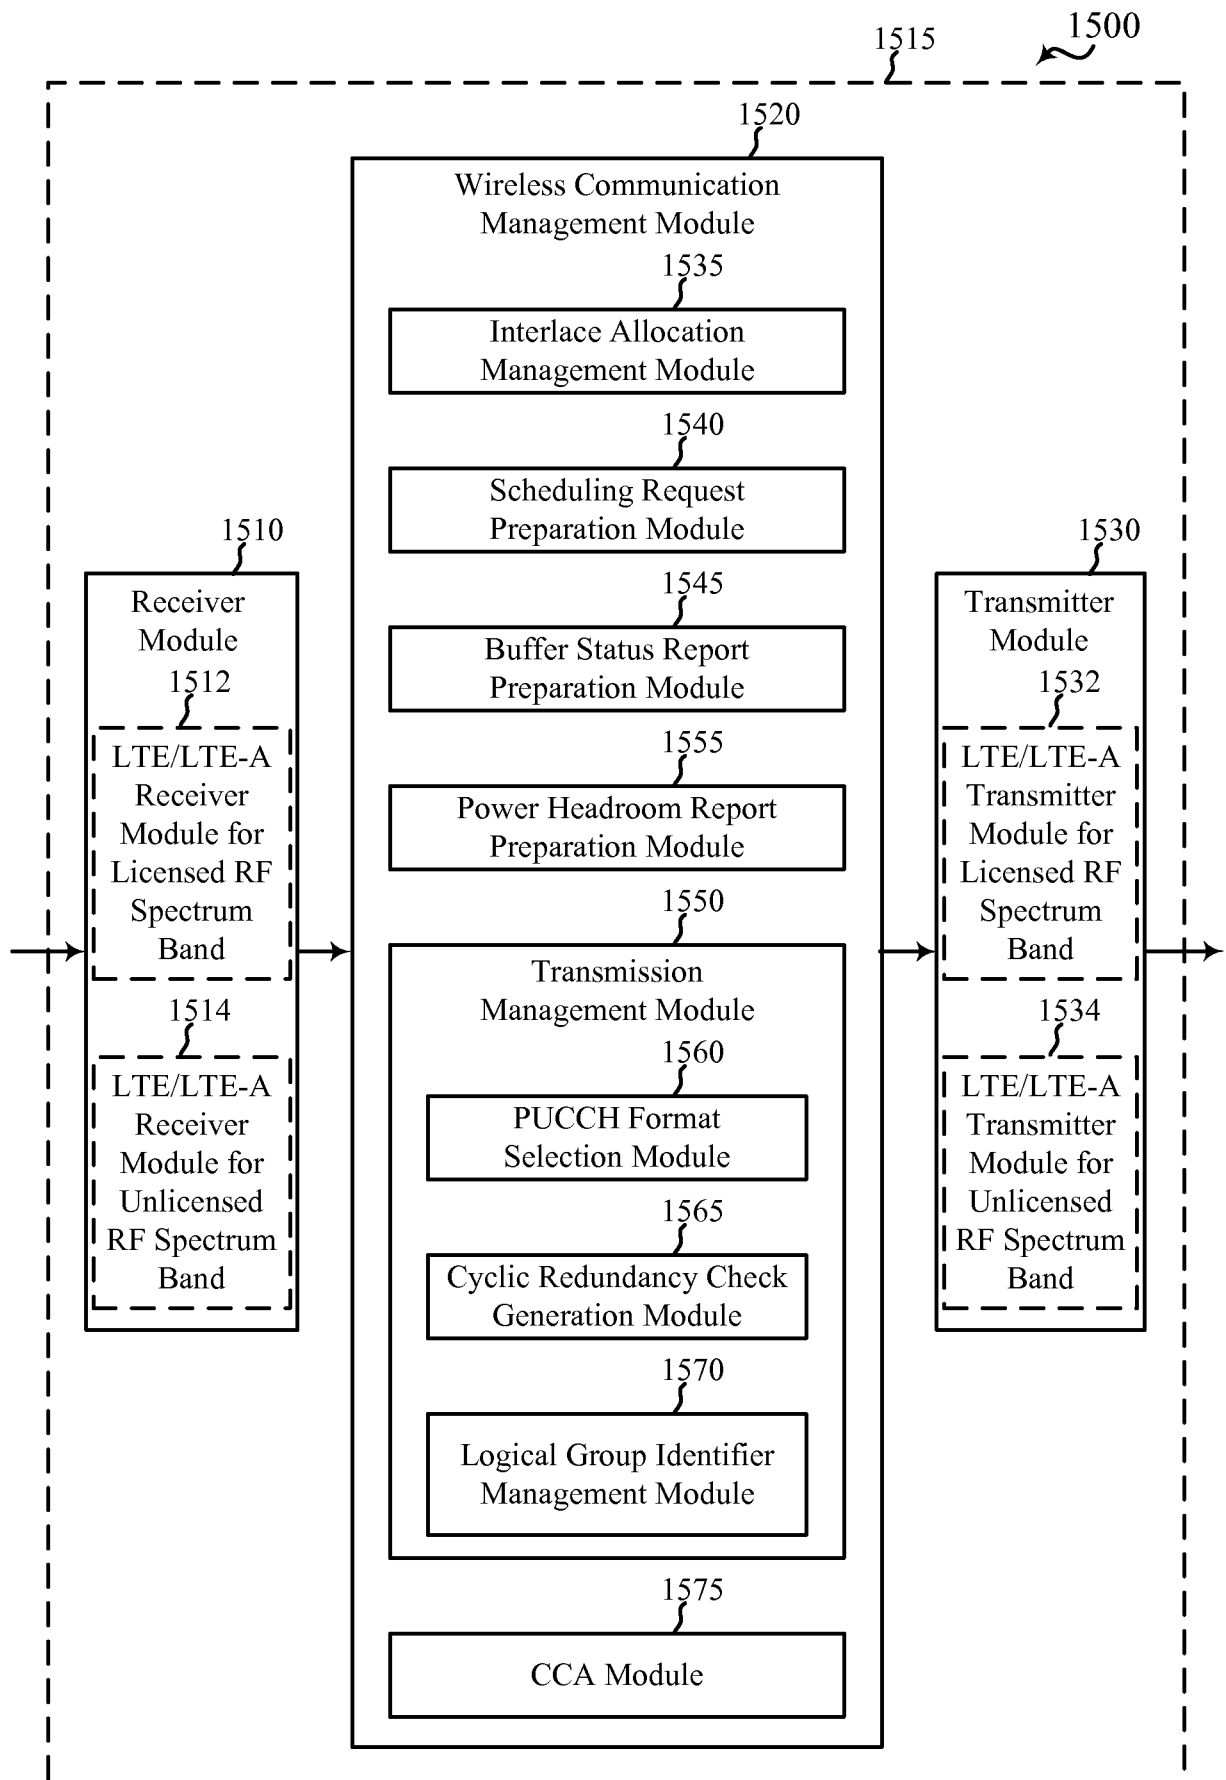 1500
1515
1520
Wireless Communication
Management Module
1535
Interlace Allocation
Management Module
1540
Scheduling Request
Preparation Module
1545
Buffer Status Report
Preparation Module
1555
Power Headroom Report
Preparation Module
1550
Transmission
Management Module
1560
PUCCH Format
Selection Module
1565
Cyclic Redundancy Check
Generation Module
1570
Logical Group Identifier
Management Module
1575
CCA Module
1510
Receiver
Module
1512
LTE/LTE-A
Receiver
Module for
Licensed RF
Spectrum
Band
1514
LTE/LTE-A
Receiver
Module for
Unlicensed
RF Spectrum
Band
1530
Transmitter
Module
1532
LTE/LTE-A
Transmitter
Module for
Licensed RF
Spectrum
Band
1534
LTE/LTE-A
Transmitter
Module for
Unlicensed
RF Spectrum
Band